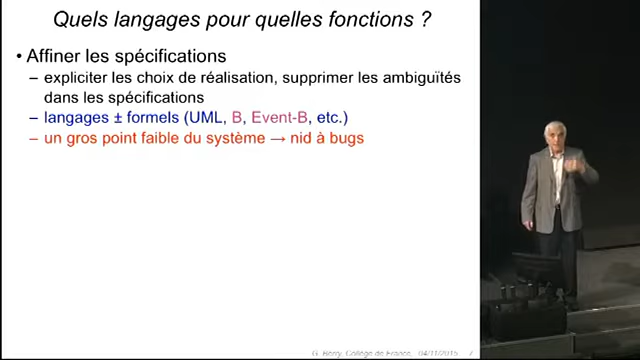 Quels langages pour quelles fonctions ?
• Affiner les spécifications
– expliciter les choix de réalisation, supprimer les ambiguïtés
dans les spécifications
– langages ± formels (UML, B, Event-B, etc.)
– un gros point faible du système → nid à bugs
G. Berry, Collège de France, 04/11/2015 7